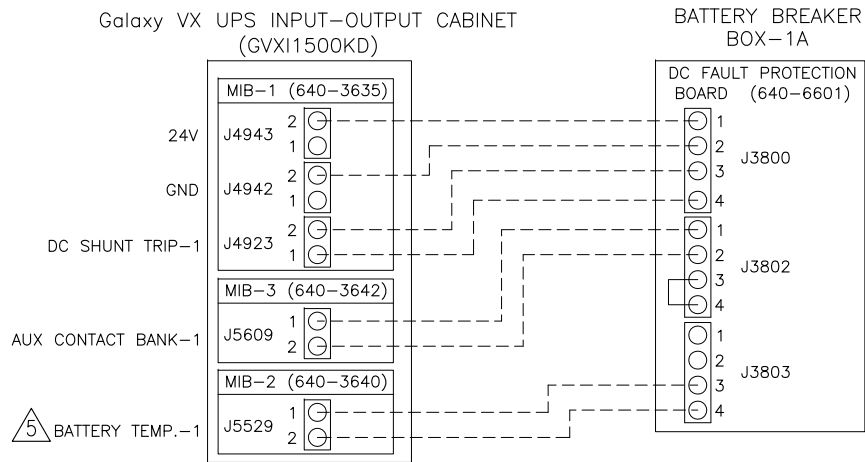 Galaxy VX UPS INPUT-OUTPUT CABINET
(GVXI1500KD)
BATTERY BREAKER
BOX-1A
MIB-1 (640-3635)
24V
J4943
2
1
GND
J4942
2
1
DC SHUNT TRIP-1
J4923
2
1
MIB-3 (640-3642)
AUX CONTACT BANK-1
J5609
1
2
MIB-2 (640-3640)
5
BATTERY TEMP.-1
J5529
1
2
DC FAULT PROTECTION
BOARD (640-6601)
1
2
3
4
J3800
1
2
3
4
J3802
1
2
3
4
J3803